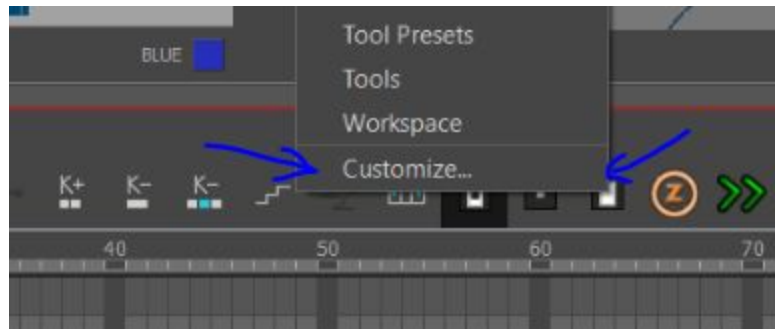 Tool Presets
BLUE
Tools
Workspace
Customize...
K+ K- K-
Z
40 50 60 70